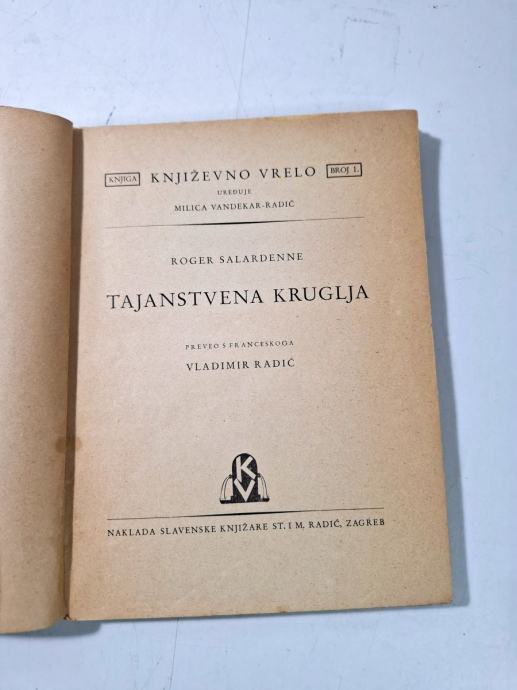 KNJIGA KNJIŽEVNO VRELO BROJ 1.
UREĐUJE
MILICA VANDEKAR-RADIĆ
ROGER SALARDENNE
TAJANSTVENA KRUGLJA
PREVEO S FRANCESKOGA
VLADIMIR RADIĆ
KV
NAKLADA SLAVENSKE KNJIŽARE ST. I M. RADIĆ, ZAGREB